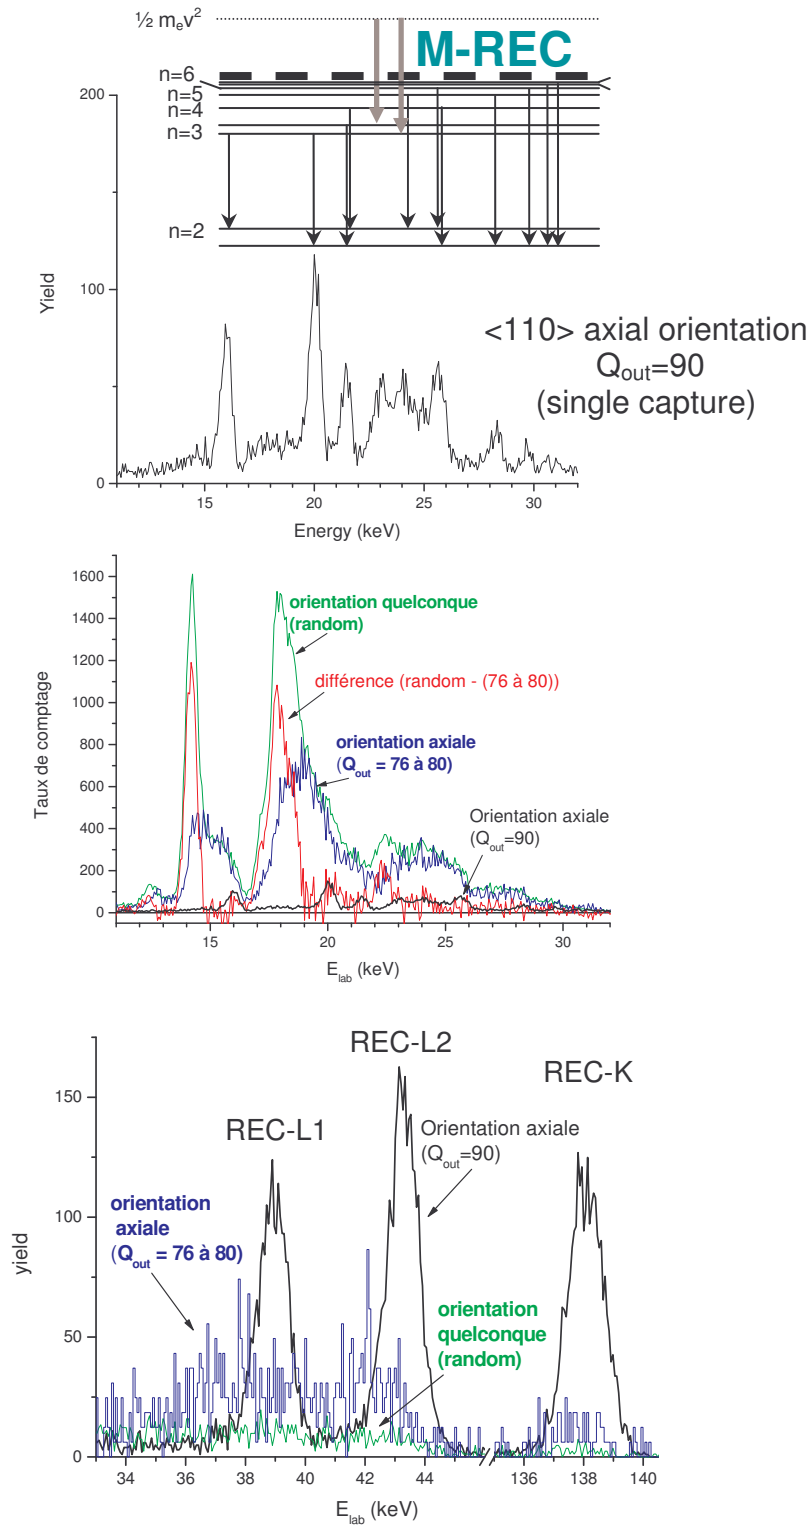 ½ mₑv²
M-REC
n=6
n=5
n=4
n=3
n=2
200
100
0
Yield
15
20
25
30
Energy (keV)
<110> axial orientation
Qout=90
(single capture)
1600
1400
1200
1000
800
600
400
200
0
Taux de comptage
orientation quelconque
(random)
différence (random - (76 à 80))
orientation axiale
(Qout = 76 à 80)
Orientation axiale
(Qout=90)
15
20
25
30
Elab (keV)
150
100
50
0
yield
REC-L1
REC-L2
REC-K
Orientation axiale
(Qout=90)
orientation
axiale
(Qout = 76 à 80)
orientation
quelconque
(random)
34
36
38
40
42
44
136
138
140
Elab (keV)